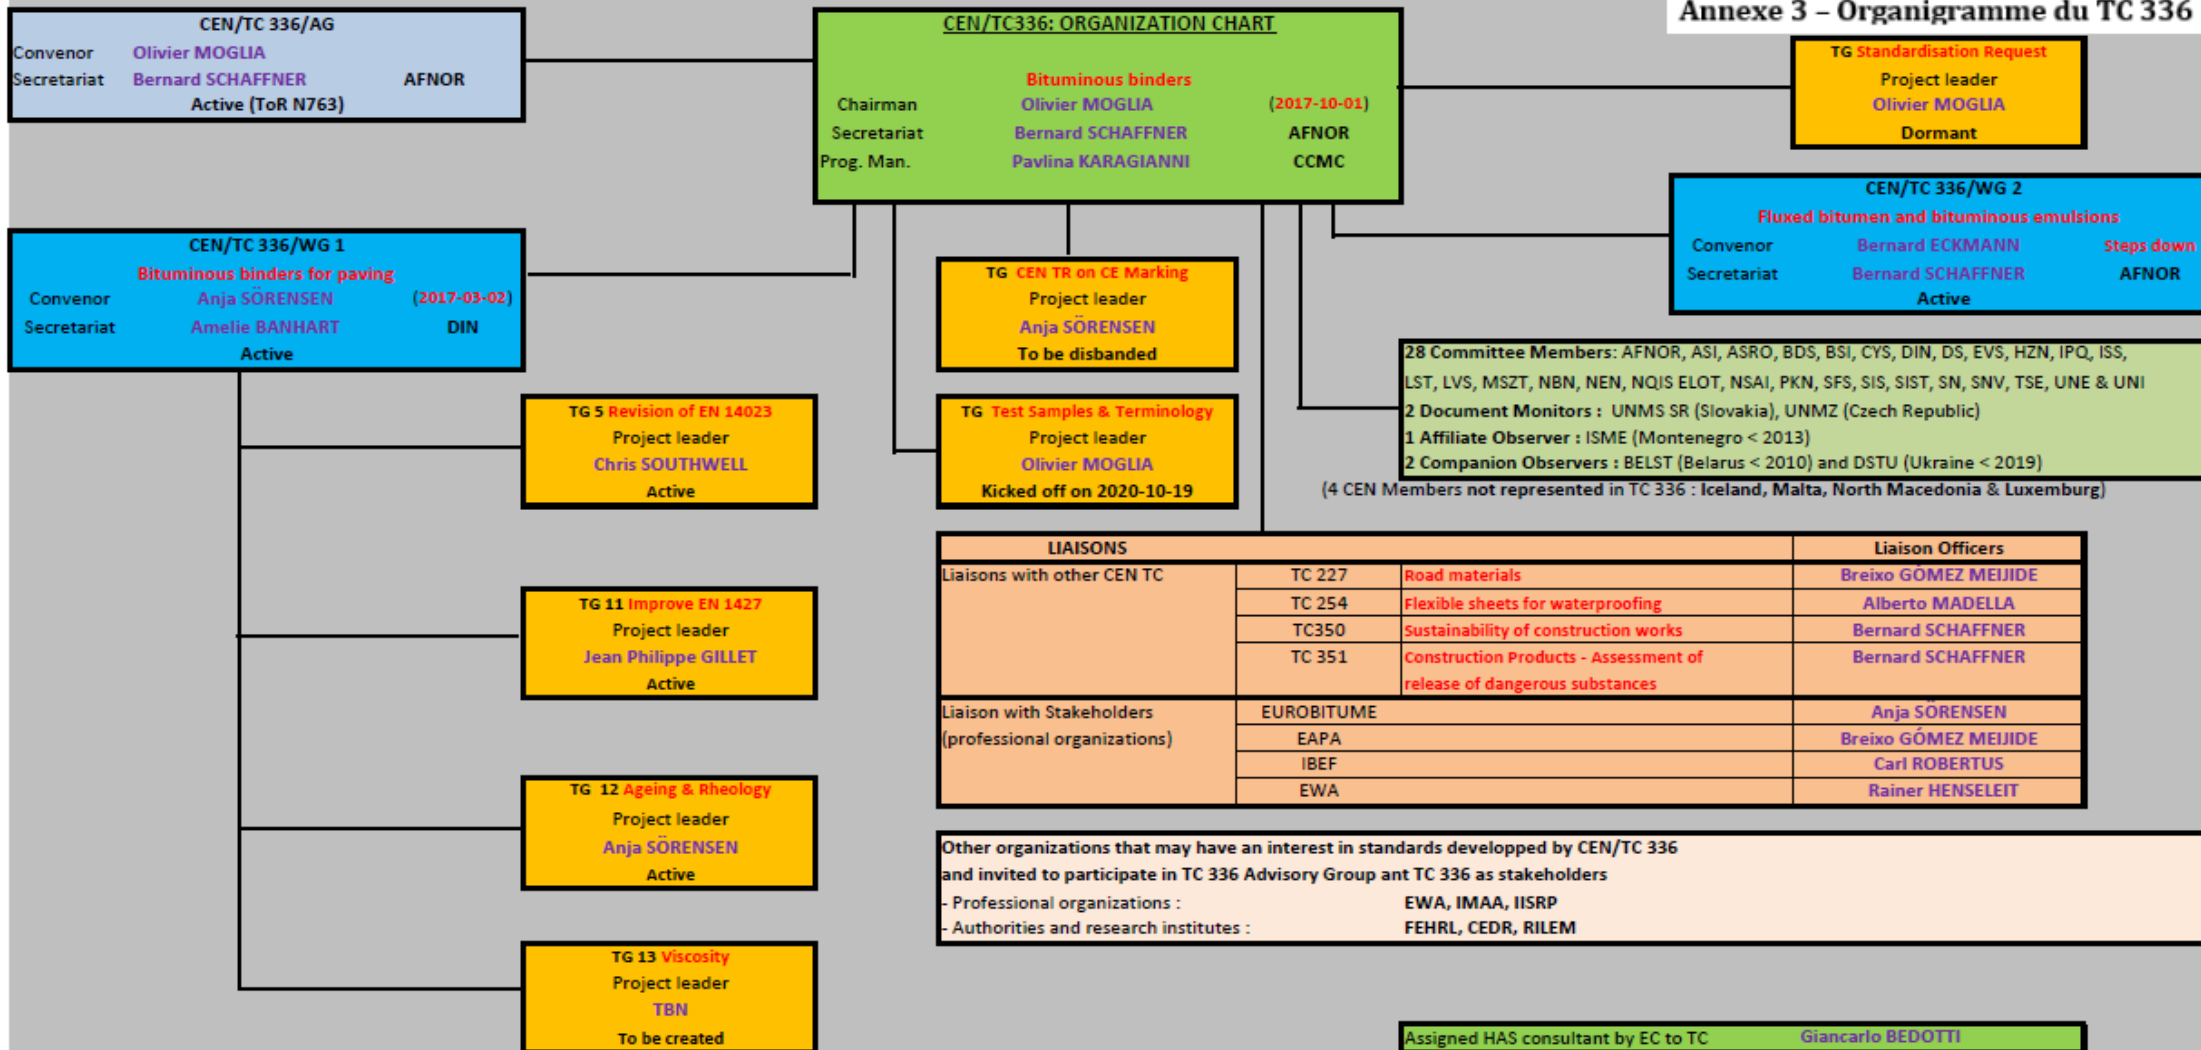 Annexe 3 – Organigramme du TC 336
CEN/TC 336/AG
Convenor Olivier MOGLIA
Secretariat Bernard SCHAFFNER AFNOR
Active (ToR N763)
CEN/TC336: ORGANIZATION CHART
Bituminous binders
Chairman Olivier MOGLIA (2017-10-01)
Secretariat Bernard SCHAFFNER AFNOR
Prog. Man. Pavlina KARAGIANNI CCMC
TG Standardisation Request
Project leader
Olivier MOGLIA
Dormant
CEN/TC 336/WG 2
Fluxed bitumen and bituminous emulsions
Convenor Bernard ECKMANN Steps down
Secretariat Bernard SCHAFFNER AFNOR
Active
CEN/TC 336/WG 1
Bituminous binders for paving
Convenor Anja SÖRENSEN (2017-03-02)
Secretariat Amelie BANHART DIN
Active
TG CEN TR on CE Marking
Project leader
Anja SÖRENSEN
To be disbanded
28 Committee Members: AFNOR, ASI, ASRO, BDS, BSI, CYS, DIN, DS, EVS, HZN, IPQ, ISS,
LST, LVS, MSZT, NBN, NEN, NQIS ELOT, NSAI, PKN, SFS, SIS, SIST, SN, SNV, TSE, UNE & UNI
2 Document Monitors : UNMS SR (Slovakia), UNMZ (Czech Republic)
1 Affiliate Observer : ISME (Montenegro < 2013)
2 Companion Observers : BELST (Belarus < 2010) and DSTU (Ukraine < 2019)
(4 CEN Members not represented in TC 336 : Iceland, Malta, North Macedonia & Luxemburg)
TG 5 Revision of EN 14023
Project leader
Chris SOUTHWELL
Active
TG Test Samples & Terminology
Project leader
Olivier MOGLIA
Kicked off on 2020-10-19
LIAISONS Liaison Officers
Liaisons with other CEN TC TC 227 Road materials Breixo GÓMEZ MEIJIDE
TC 254 Flexible sheets for waterproofing Alberto MADELLA
TC350 Sustainability of construction works Bernard SCHAFFNER
TC 351 Construction Products - Assessment of Bernard SCHAFFNER
release of dangerous substances
Liaison with Stakeholders EUROBITUME Anja SÖRENSEN
(professional organizations) EAPA Breixo GÓMEZ MEIJIDE
IBEF Carl ROBERTUS
EWA Rainer HENSELEIT
TG 11 Improve EN 1427
Project leader
Jean Philippe GILLET
Active
TG 12 Ageing & Rheology
Project leader
Anja SÖRENSEN
Active
Other organizations that may have an interest in standards developped by CEN/TC 336
and invited to participate in TC 336 Advisory Group ant TC 336 as stakeholders
- Professional organizations : EWA, IMAA, IISRP
- Authorities and research institutes : FEHRL, CEDR, RILEM
TG 13 Viscosity
Project leader
TBN
To be created
Assigned HAS consultant by EC to TC Giancarlo BEDOTTI